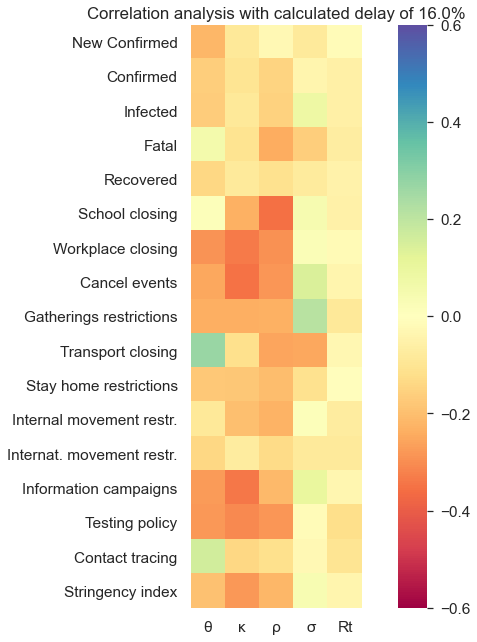 Correlation analysis with calculated delay of 16.0%
New Confirmed
Confirmed
Infected
Fatal
Recovered
School closing
Workplace closing
Cancel events
Gatherings restrictions
Transport closing
Stay home restrictions
Internal movement restr.
Internat. movement restr.
Information campaigns
Testing policy
Contact tracing
Stringency index
θ κ ρ σ Rt
0.6
0.4
0.2
0.0
−0.2
−0.4
−0.6